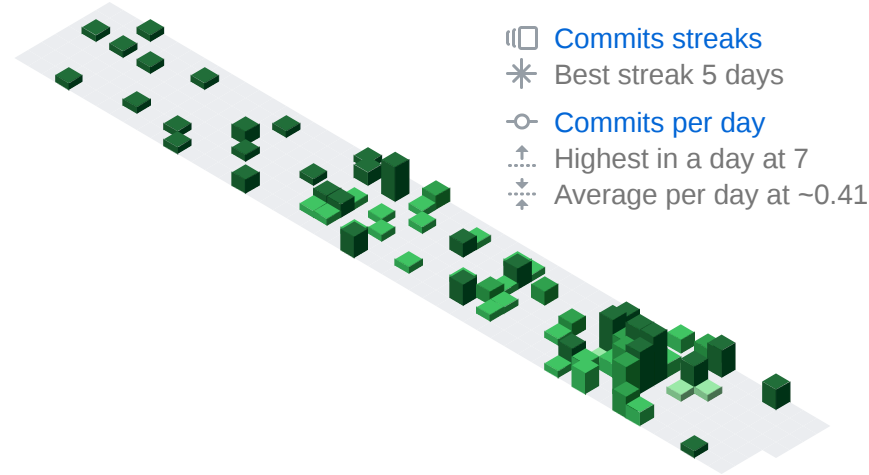 Commits streaks
Best streak 5 days
Commits per day
Highest in a day at 7
Average per day at ~0.41